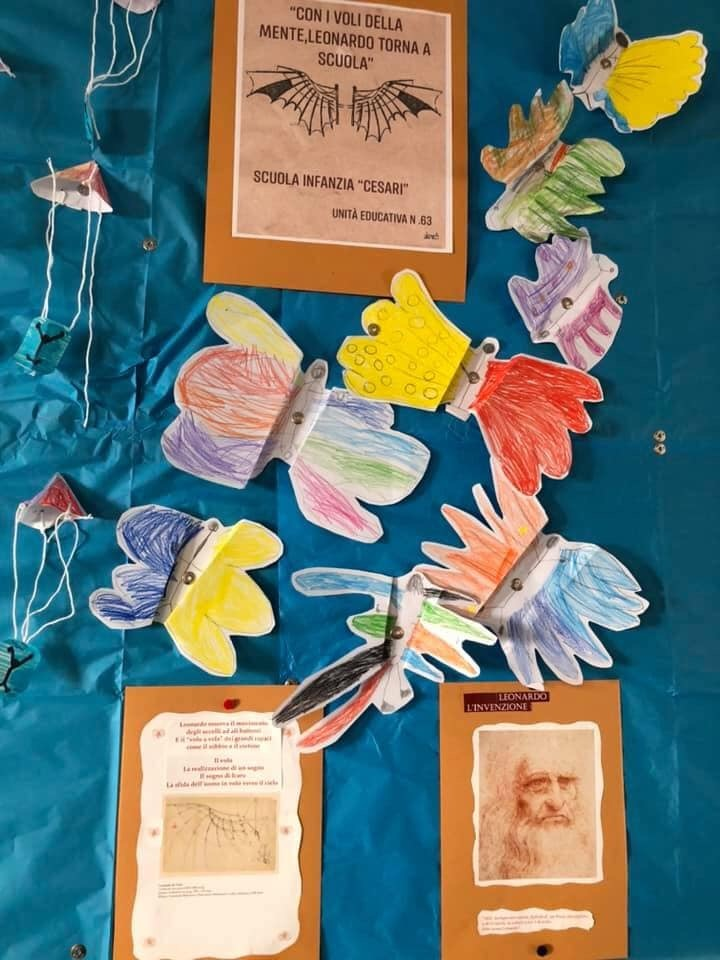 "CON I VOLI DELLA
MENTE,LEONARDO TORNA A
SCUOLA"
SCUOLA INFANZIA "CESARI"
UNITÀ EDUCATIVA N .63
Leonardo osserva il movimento
degli uccelli ad ali battenti
E il "volo a vela" dei grandi rapaci
come il nibbio e il cortone
Il volo
La realizzazione di un sogno
Il sogno di Icaro
La sfida dell'uomo in volo verso il cielo
LEONARDO
L'INVENZIONE